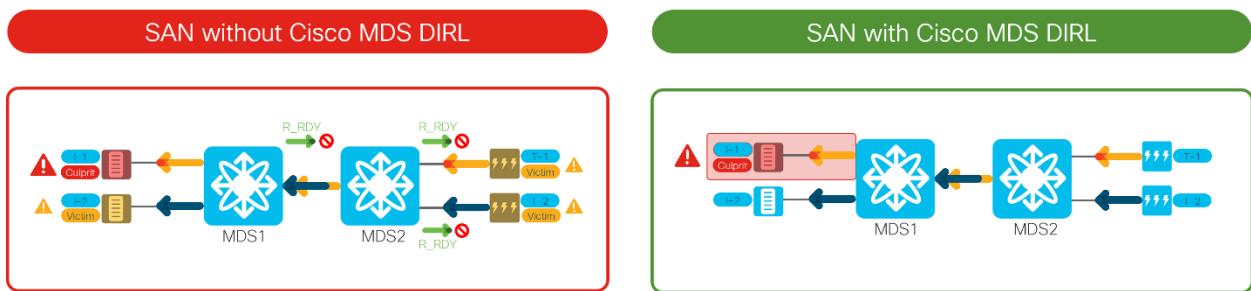 SAN without Cisco MDS DIRL
R_RDY
R_RDY
I-1
Culprit
T-1
Victim
I-2
Victim
T-2
Victim
MDS1
MDS2
R_RDY
SAN with Cisco MDS DIRL
I-1
Culprit
T-1
I-2
T-2
MDS1
MDS2